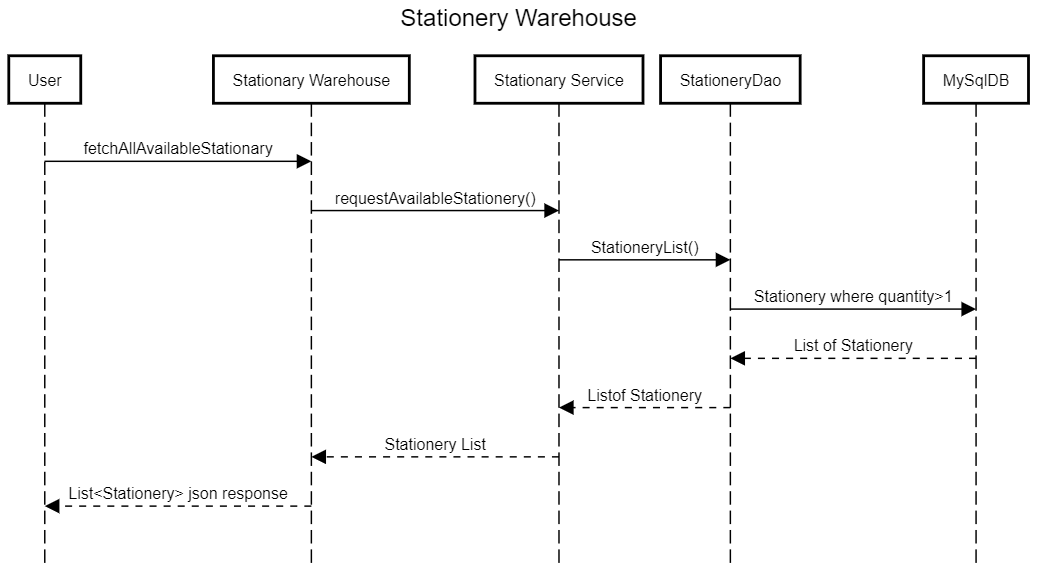 Stationery Warehouse
User
Stationary Warehouse
Stationary Service
StationeryDao
MySqlDB
fetchAllAvailableStationary
requestAvailableStationery()
StationeryList()
Stationery where quantity>1
List of Stationery
Listof Stationery
Stationery List
List<Stationery> json response